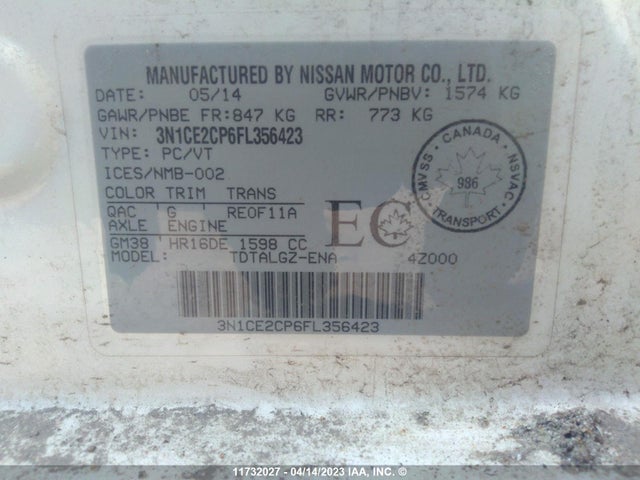 MANUFACTURED BY NISSAN MOTOR CO., LTD.
DATE: 05/14 GVWR/PNBV: 1574 KG
GAWR/PNBE FR: 847 KG RR: 773 KG
VIN: 3N1CE2CP6FL356423
TYPE: PC/VT
ICES/NMB-002
COLOR TRIM TRANS
QAC G RE0F11A
AXLE ENGINE
GM38 HR16DE 1598 CC
MODEL: TDTALGZ-ENA 4Z000
EC
CMVSS - CANADA - NSVAC
986
TRANSPORT
3N1CE2CP6FL356423
11732027 - 04/14/2023 IAA, INC. ©